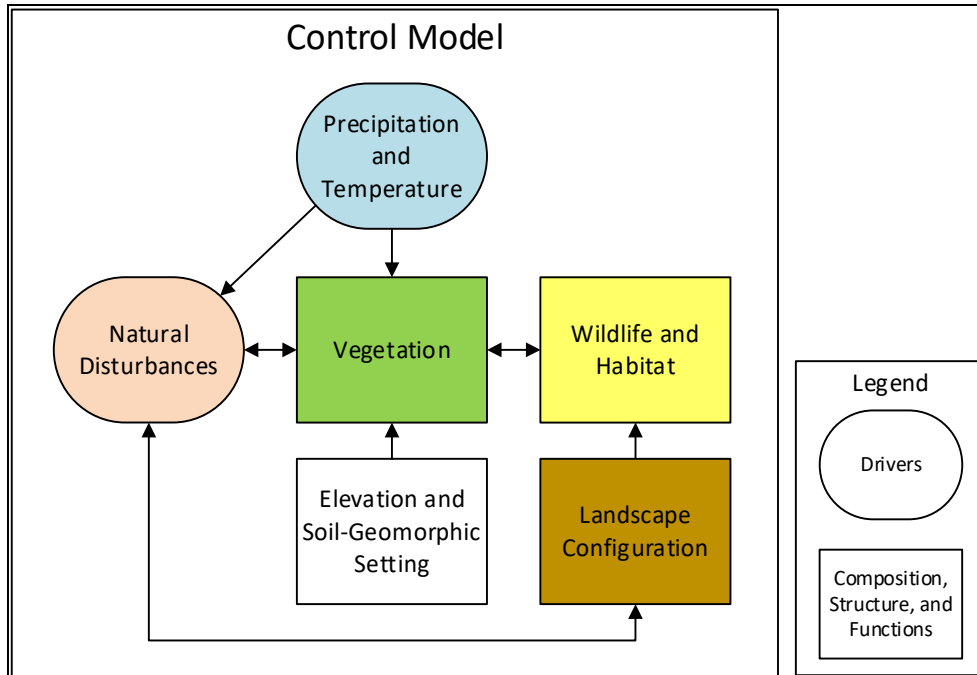 Control Model
Precipitation
and
Temperature
Natural
Disturbances
Vegetation
Wildlife and
Habitat
Elevation and
Soil-Geomorphic
Setting
Landscape
Configuration
Legend
Drivers
Composition,
Structure, and
Functions